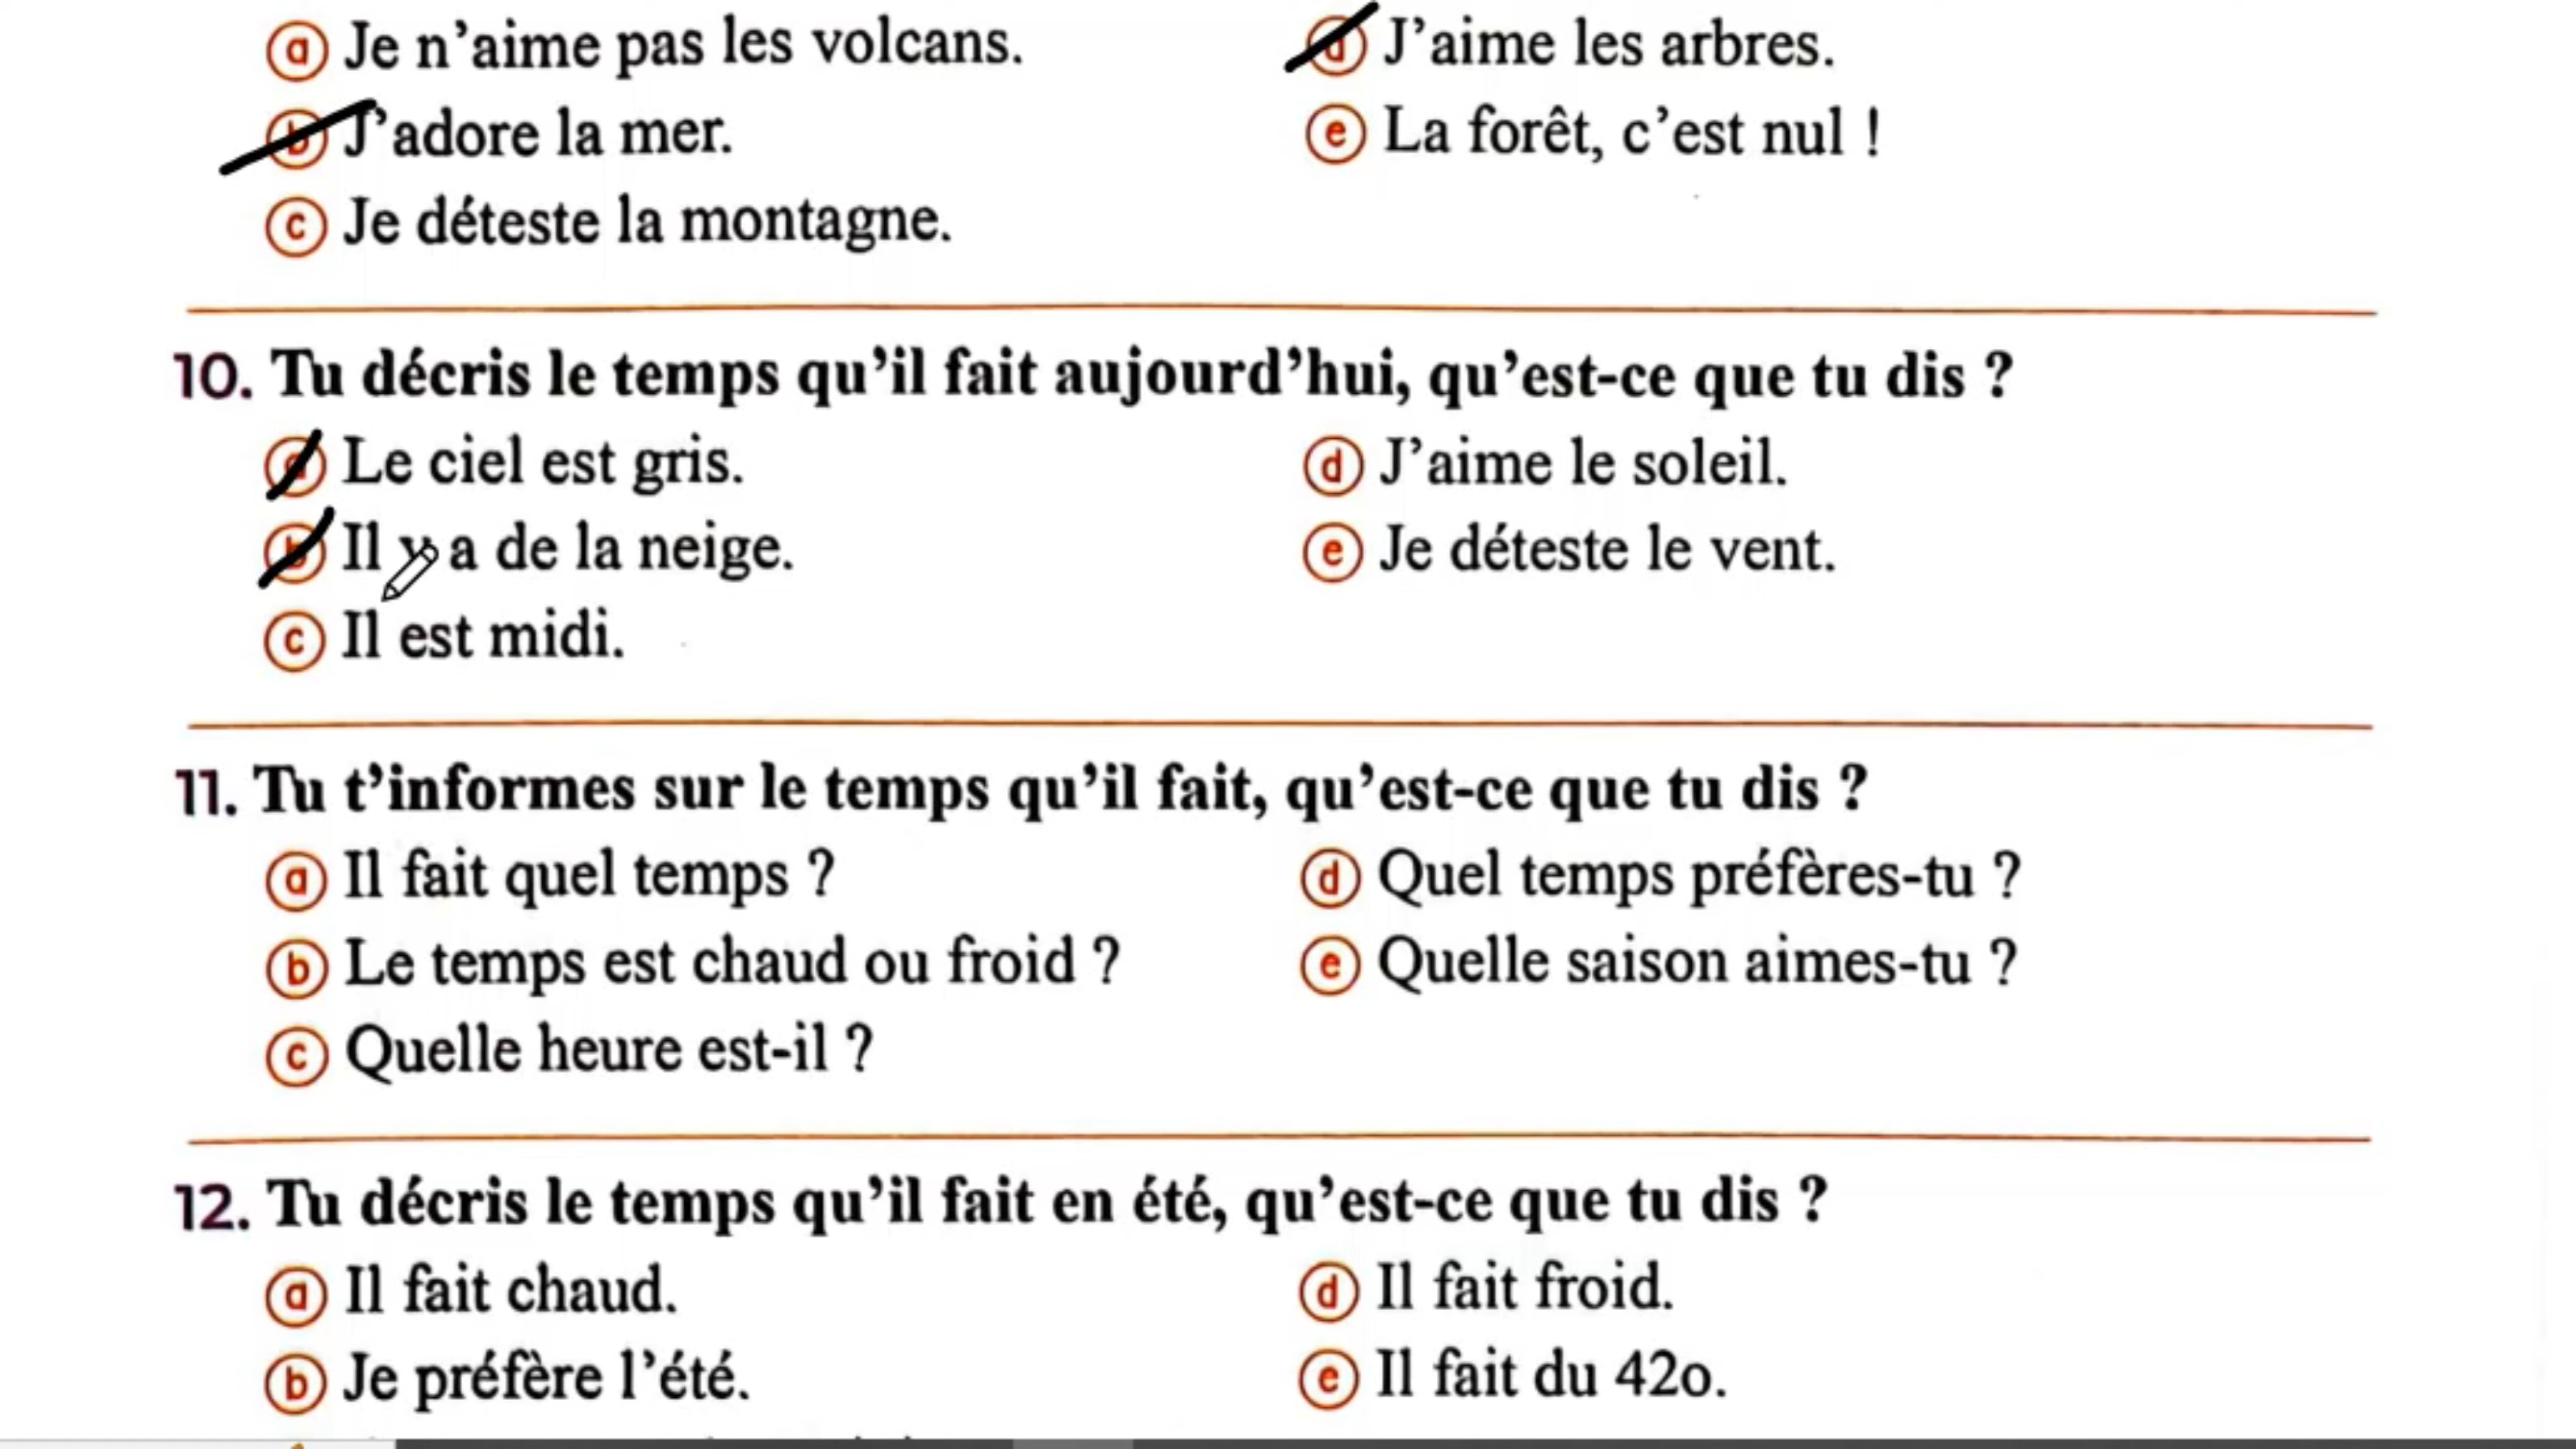 a Je n'aime pas les volcans.
b J'adore la mer.
c Je déteste la montagne.
d J'aime les arbres.
e La forêt, c'est nul !
10. Tu décris le temps qu'il fait aujourd'hui, qu'est-ce que tu dis ?
a Le ciel est gris.
b Il y a de la neige.
c Il est midi.
d J'aime le soleil.
e Je déteste le vent.
11. Tu t'informes sur le temps qu'il fait, qu'est-ce que tu dis ?
a Il fait quel temps ?
b Le temps est chaud ou froid ?
c Quelle heure est-il ?
d Quel temps préfères-tu ?
e Quelle saison aimes-tu ?
12. Tu décris le temps qu'il fait en été, qu'est-ce que tu dis ?
a Il fait chaud.
b Je préfère l'été.
d Il fait froid.
e Il fait du 42o.